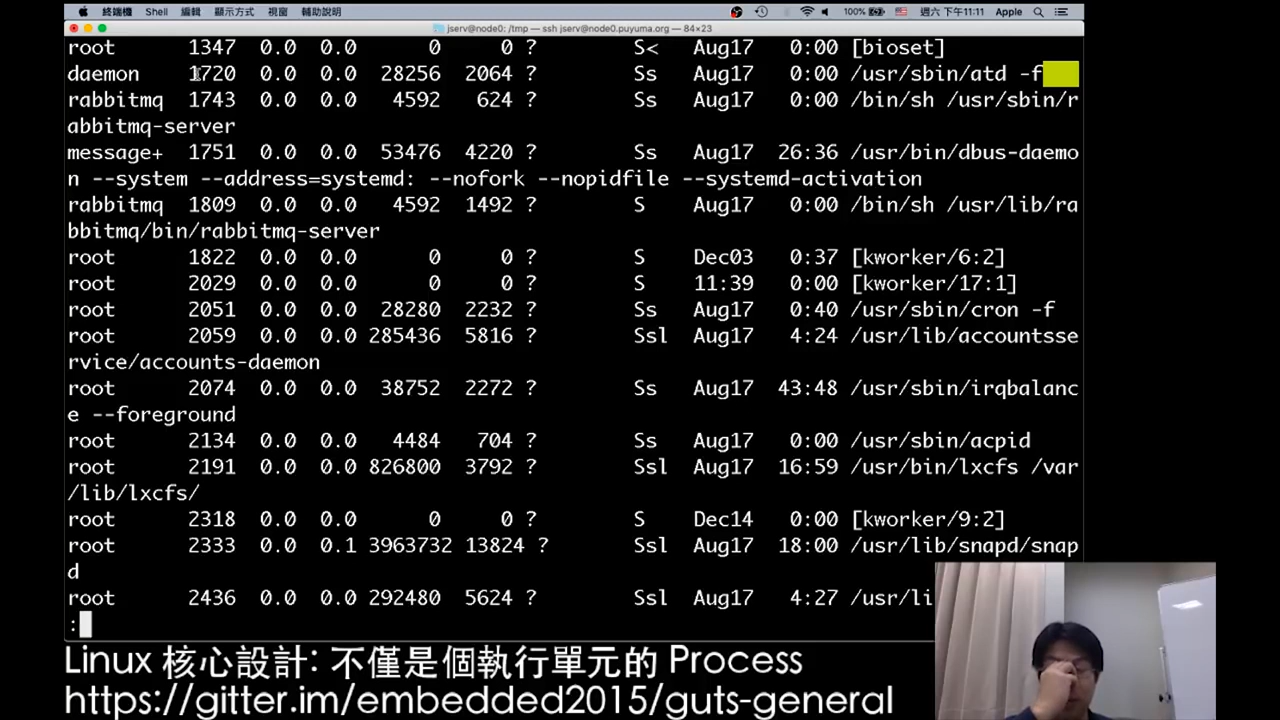 終端機 Shell 編輯 顯示方式 視窗 輔助說明 100% 週六 下午11:11 Apple
jserv@node0: /tmp — ssh jserv@node0.puyuma.org — 84×23
root 1347 0.0 0.0 0 0 ? S< Aug17 0:00 [bioset]
daemon 1720 0.0 0.0 28256 2064 ? Ss Aug17 0:00 /usr/sbin/atd -f
rabbitmq 1743 0.0 0.0 4592 624 ? Ss Aug17 0:00 /bin/sh /usr/sbin/r
abbitmq-server
message+ 1751 0.0 0.0 53476 4220 ? Ss Aug17 26:36 /usr/bin/dbus-daemo
n --system --address=systemd: --nofork --nopidfile --systemd-activation
rabbitmq 1809 0.0 0.0 4592 1492 ? S Aug17 0:00 /bin/sh /usr/lib/ra
bbitmq/bin/rabbitmq-server
root 1822 0.0 0.0 0 0 ? S Dec03 0:37 [kworker/6:2]
root 2029 0.0 0.0 0 0 ? S 11:39 0:00 [kworker/17:1]
root 2051 0.0 0.0 28280 2232 ? Ss Aug17 0:40 /usr/sbin/cron -f
root 2059 0.0 0.0 285436 5816 ? Ssl Aug17 4:24 /usr/lib/accountsse
rvice/accounts-daemon
root 2074 0.0 0.0 38752 2272 ? Ss Aug17 43:48 /usr/sbin/irqbalanc
e --foreground
root 2134 0.0 0.0 4484 704 ? Ss Aug17 0:00 /usr/sbin/acpid
root 2191 0.0 0.0 826800 3792 ? Ssl Aug17 16:59 /usr/bin/lxcfs /var
/lib/lxcfs/
root 2318 0.0 0.0 0 0 ? S Dec14 0:00 [kworker/9:2]
root 2333 0.0 0.1 3963732 13824 ? Ssl Aug17 18:00 /usr/lib/snapd/snap
d
root 2436 0.0 0.0 292480 5624 ? Ssl Aug17 4:27 /usr/li
:
Linux 核心設計: 不僅是個執行單元的 Process
https://gitter.im/embedded2015/guts-general